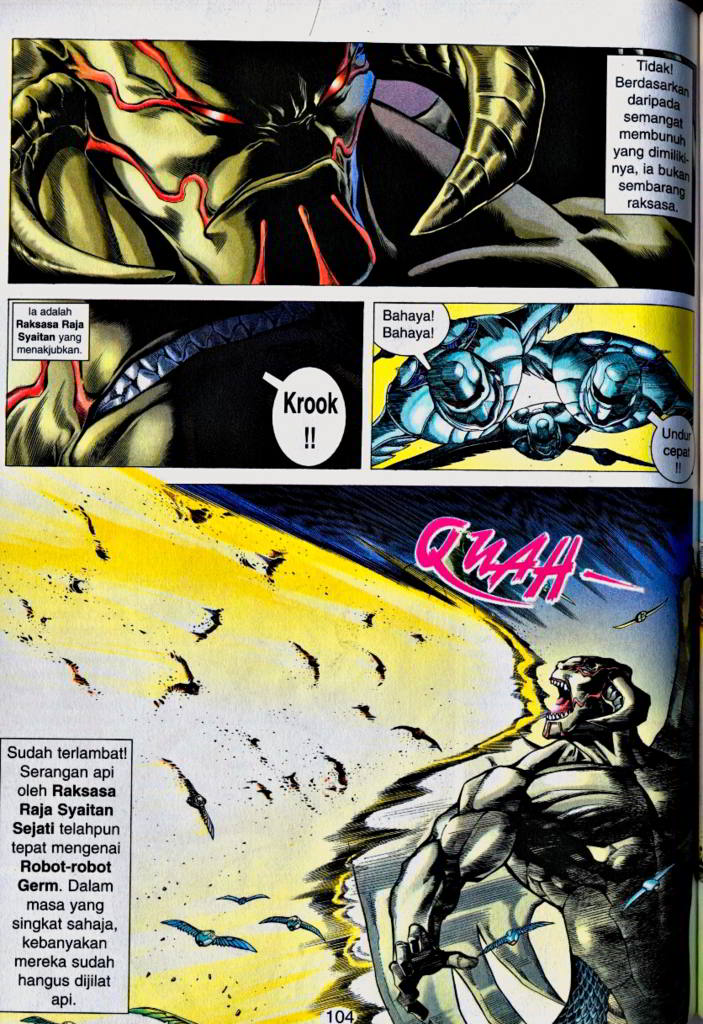 Tidak!
Berdasarkan
daripada
semangat
membunuh
yang dimiliki-
nya, ia bukan
sembarang
raksasa.
Ia adalah
Raksasa Raja
Syaitan yang
menakjubkan.
Krook
!!
Bahaya!
Bahaya!
Undur
cepat
!!
QUAH—
Sudah terlambat!
Serangan api
oleh Raksasa
Raja Syaitan
Sejati telahpun
tepat mengenai
Robot-robot
Germ. Dalam
masa yang
singkat sahaja,
kebanyakan
mereka sudah
hangus dijilat
api.
104